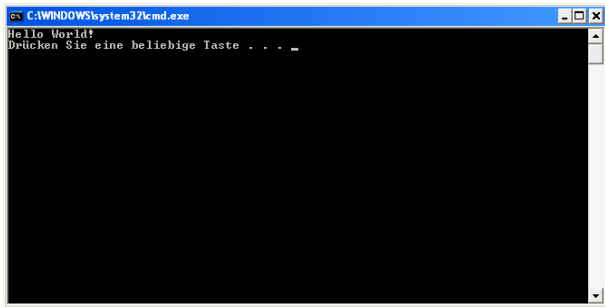 C:\WINDOWS\system32\cmd.exe
Hello World!
Drücken Sie eine beliebige Taste . . . _